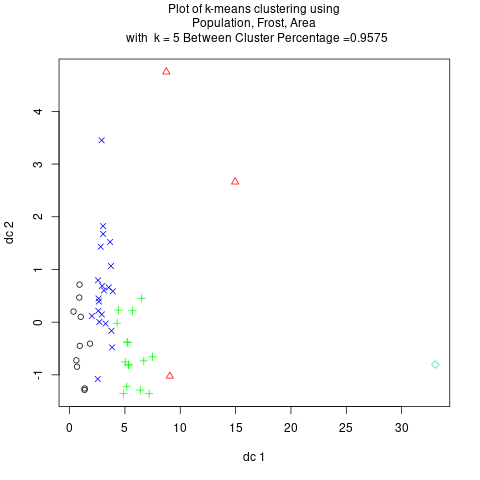 Plot of k-means clustering using
Population, Frost, Area
with k = 5 Between Cluster Percentage =0.9575
dc 2
4
3
2
1
0
-1
0 5 10 15 20 25 30
dc 1